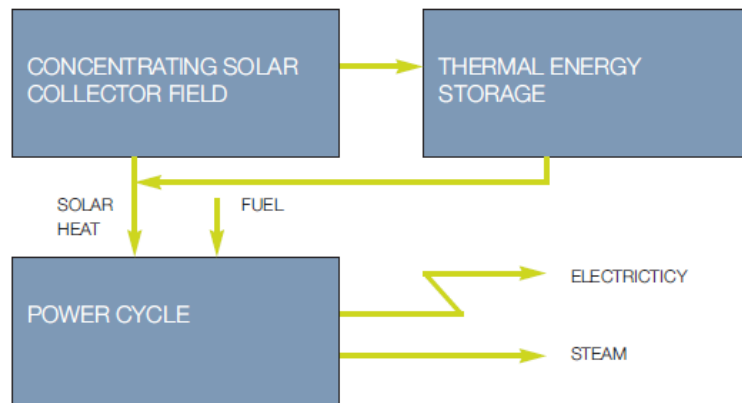 CONCENTRATING SOLAR
COLLECTOR FIELD
THERMAL ENERGY
STORAGE
SOLAR
HEAT
FUEL
POWER CYCLE
ELECTRICTICY
STEAM